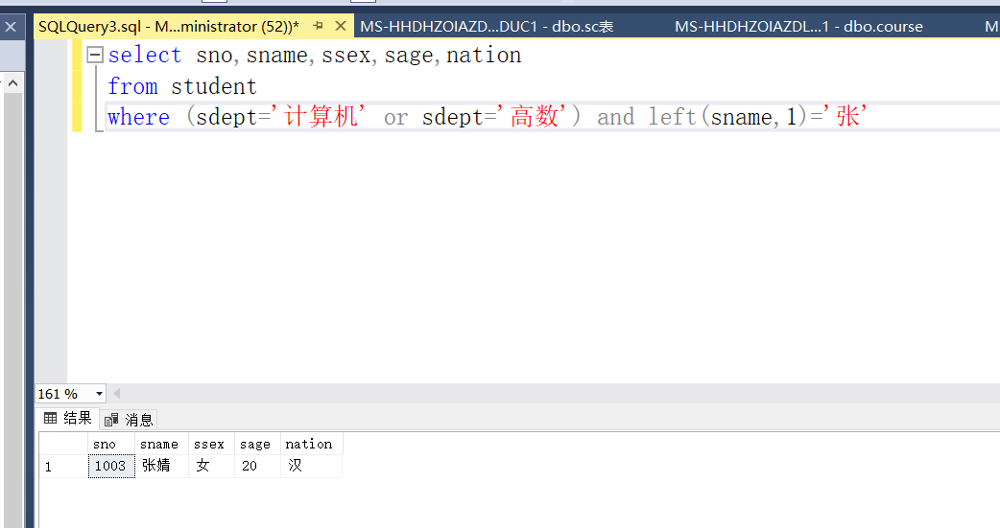 SQLQuery3.sql - M...ministrator (52))* MS-HHDHZOIAZD...DUC1 - dbo.sc表 MS-HHDHZOIAZDL...1 - dbo.course M
select sno,sname,ssex,sage,nation
from student
where (sdept='计算机' or sdept='高数') and left(sname,1)='张'
161 %
结果 消息
sno sname ssex sage nation
1 1003 张婧 女 20 汉